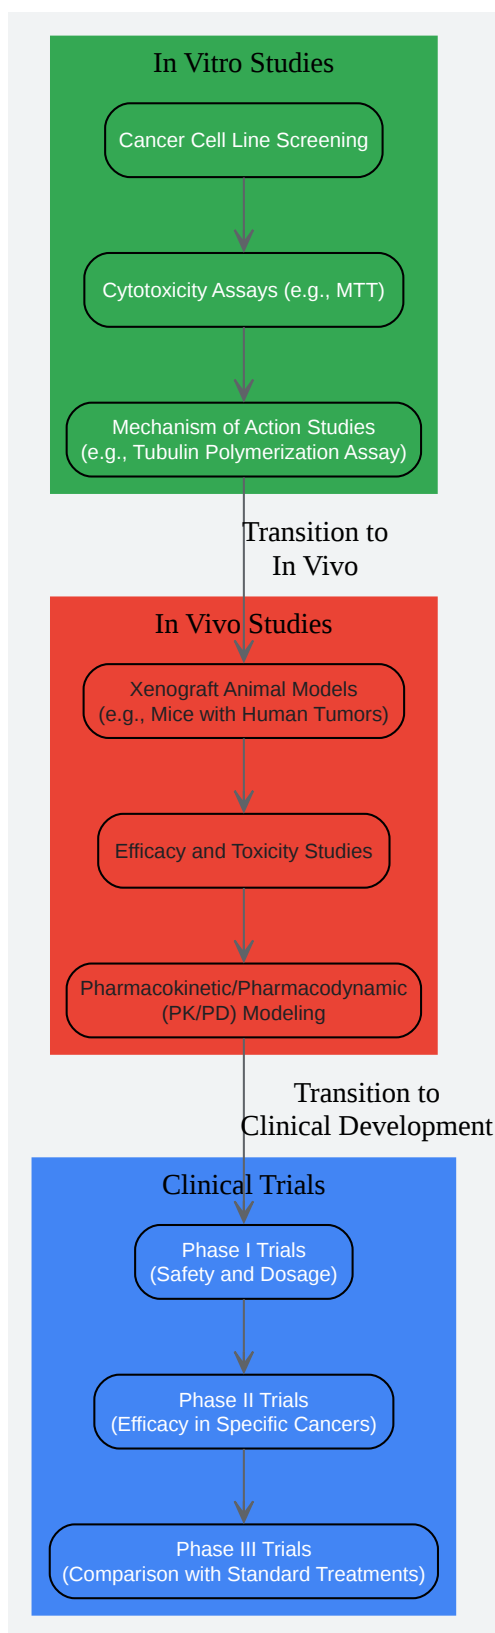 In Vitro Studies
Cancer Cell Line Screening
Cytotoxicity Assays (e.g., MTT)
Mechanism of Action Studies
(e.g., Tubulin Polymerization Assay)
Transition to
In Vivo
In Vivo Studies
Xenograft Animal Models
(e.g., Mice with Human Tumors)
Efficacy and Toxicity Studies
Pharmacokinetic/Pharmacodynamic
(PK/PD) Modeling
Transition to
Clinical Development
Clinical Trials
Phase I Trials
(Safety and Dosage)
Phase II Trials
(Efficacy in Specific Cancers)
Phase III Trials
(Comparison with Standard Treatments)